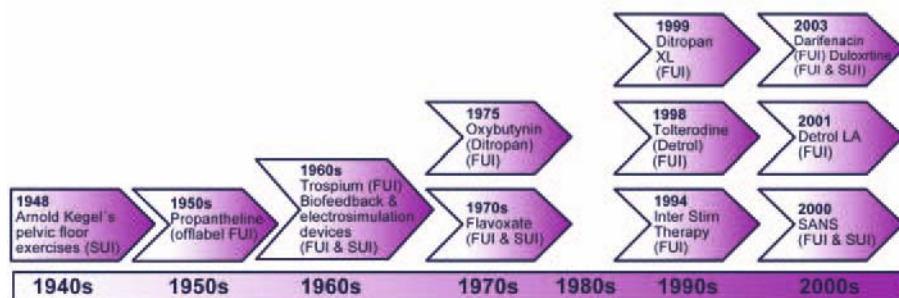 1948
Arnold Kegel´s
pelvic floor
exercises (SUI)
1950s
Propantheline
(offlabel FUI)
1960s
Trospium (FUI)
Biofeedback &
electrosimulation
devices
(FUI & SUI)
1975
Oxybutynin
(Ditropan)
(FUI)
1970s
Flavoxate
(FUI & SUI)
1999
Ditropan
XL
(FUI)
1998
Tolterodine
(Detrol)
(FUI)
1994
Inter Stirn
Therapy
(FUI)
2003
Darifenacin
(FUI) Duloxrtine
(FUI & SUI)
2001
Detrol LA
(FUI)
2000
SANS
(FUI & SUI)
1940s 1950s 1960s 1970s 1980s 1990s 2000s